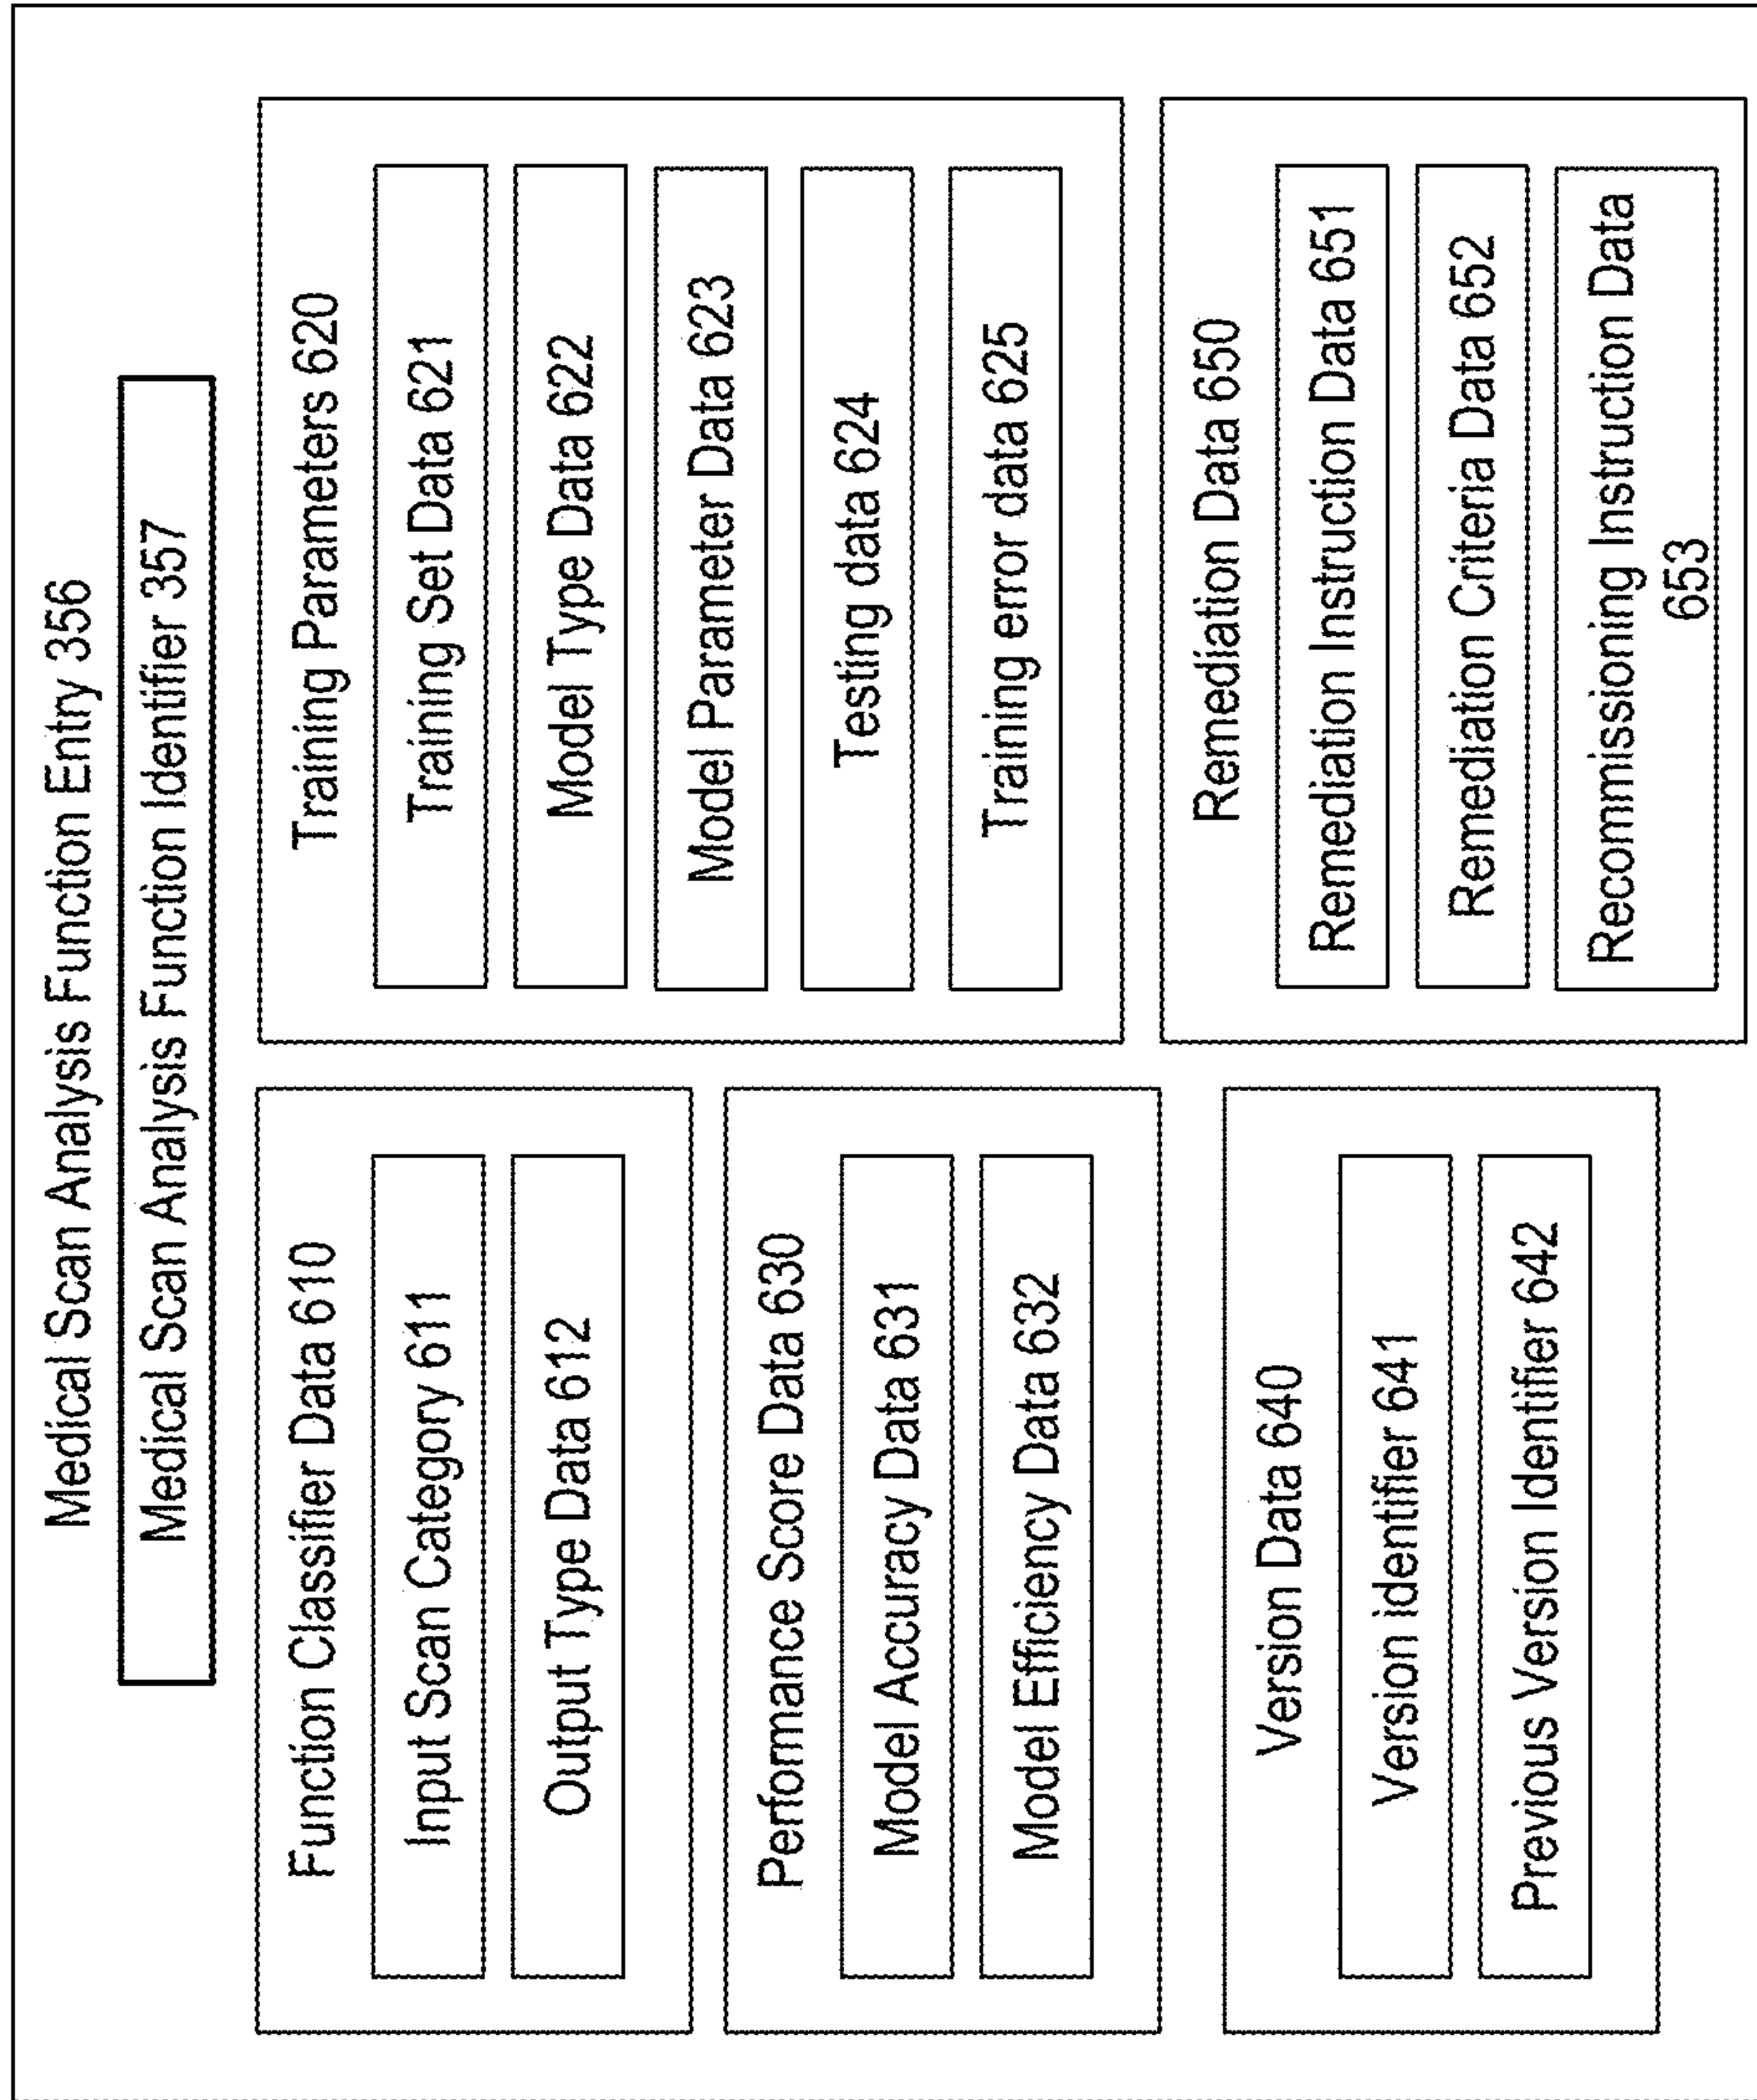 Medical Scan Analysis Function Entry 356
Medical Scan Analysis Function Identifier 357
Function Classifier Data 610
Input Scan Category 611
Output Type Data 612
Performance Score Data 630
Model Accuracy Data 631
Model Efficiency Data 632
Version Data 640
Version identifier 641
Previous Version Identifier 642
Training Parameters 620
Training Set Data 621
Model Type Data 622
Model Parameter Data 623
Testing data 624
Training error data 625
Remediation Data 650
Remediation Instruction Data 651
Remediation Criteria Data 652
Recommissioning Instruction Data
653